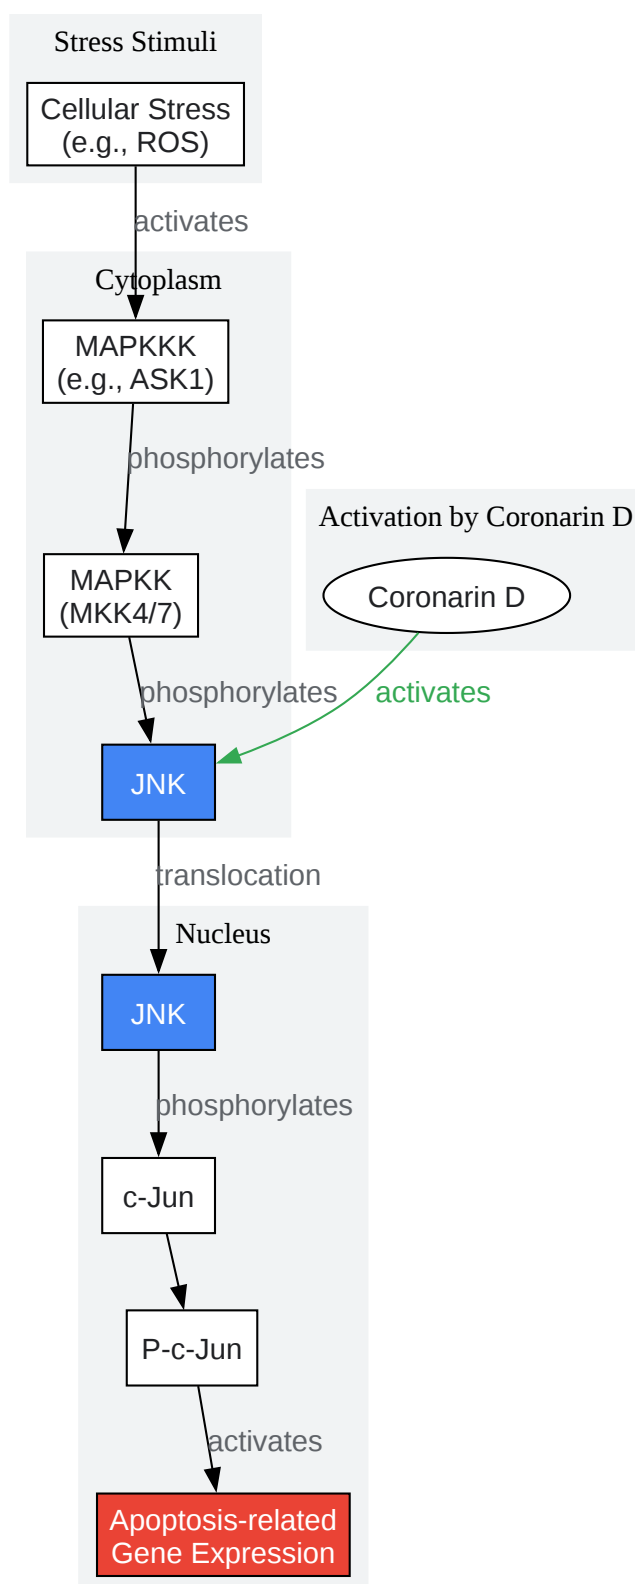 Stress Stimuli
Cellular Stress
(e.g., ROS)
activates
Cytoplasm
MAPKKK
(e.g., ASK1)
phosphorylates
Activation by Coronarin D
MAPKK
(MKK4/7)
Coronarin D
phosphorylates
activates
JNK
translocation
Nucleus
JNK
phosphorylates
c-Jun
P-c-Jun
activates
Apoptosis-related
Gene Expression